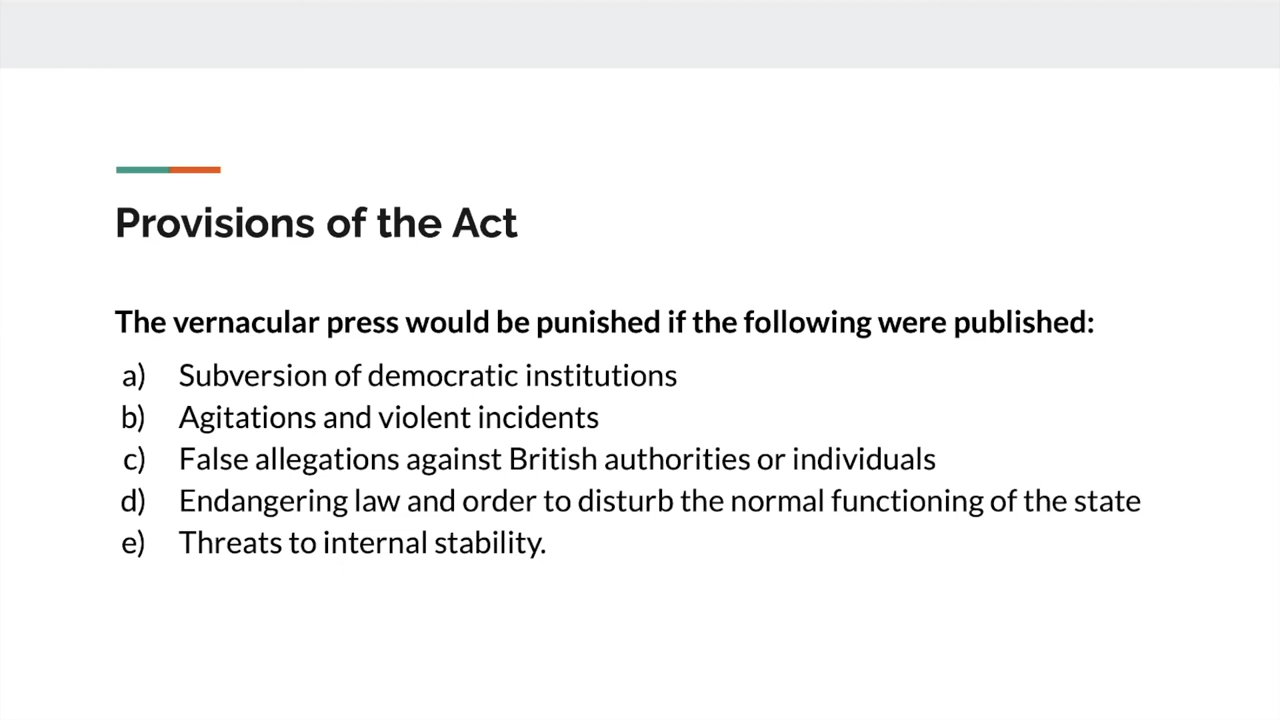 Provisions of the Act
The vernacular press would be punished if the following were published:
a) Subversion of democratic institutions
b) Agitations and violent incidents
c) False allegations against British authorities or individuals
d) Endangering law and order to disturb the normal functioning of the state
e) Threats to internal stability.